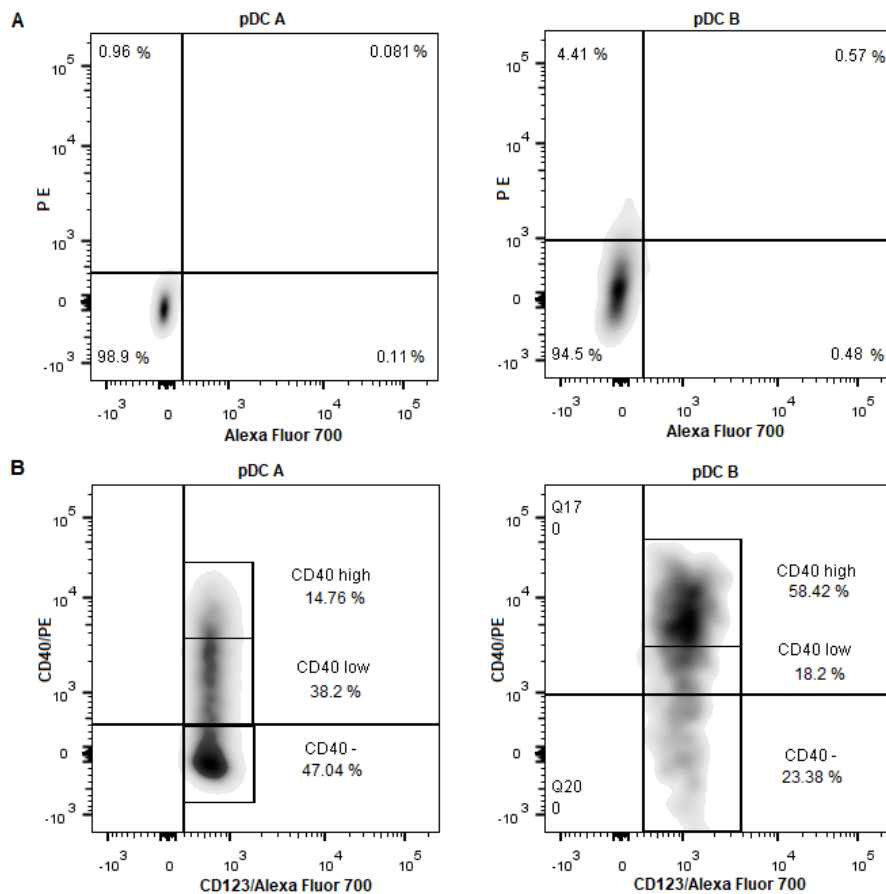 A
pDC A
pDC B
0.96 %
0.081 %
4.41 %
0.57 %
10^5
10^4
10^3
0
-10^3
P E
98.9 %
0.11 %
-10^3 0 10^3 10^4 10^5
Alexa Fluor 700
10^5
10^4
10^3
0
-10^3
P E
94.5 %
0.48 %
-10^3 0 10^3 10^4 10^5
Alexa Fluor 700
B
pDC A
pDC B
10^5
10^4
10^3
0
-10^3
CD40/PE
CD40 high
14.76 %
CD40 low
38.2 %
CD40 -
47.04 %
-10^3 0 10^3 10^4 10^5
CD123/Alexa Fluor 700
Q17
0
10^5
10^4
10^3
0
-10^3
CD40/PE
CD40 high
58.42 %
CD40 low
18.2 %
CD40 -
23.38 %
Q20
0
-10^3 0 10^3 10^4 10^5
CD123/Alexa Fluor 700